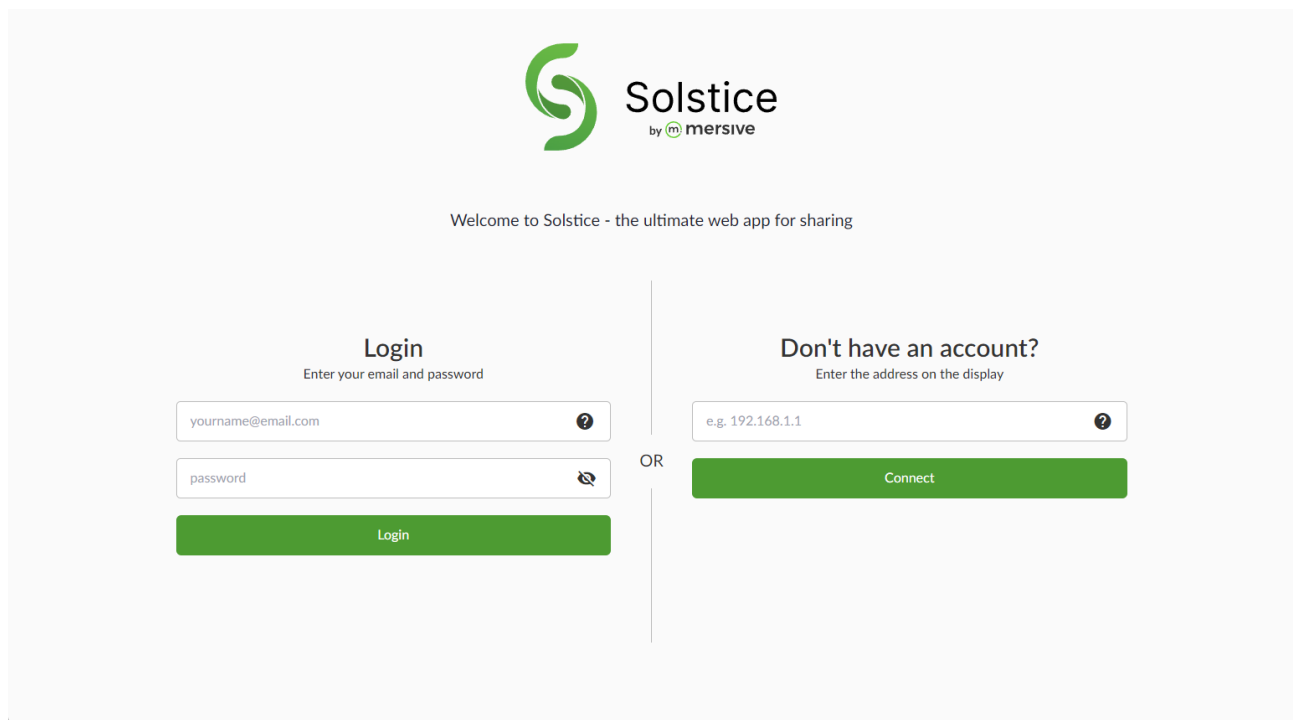 Solstice
by m mersive
Welcome to Solstice - the ultimate web app for sharing
Login
Enter your email and password
yourname@email.com
password
Login
OR
Don't have an account?
Enter the address on the display
e.g. 192.168.1.1
Connect